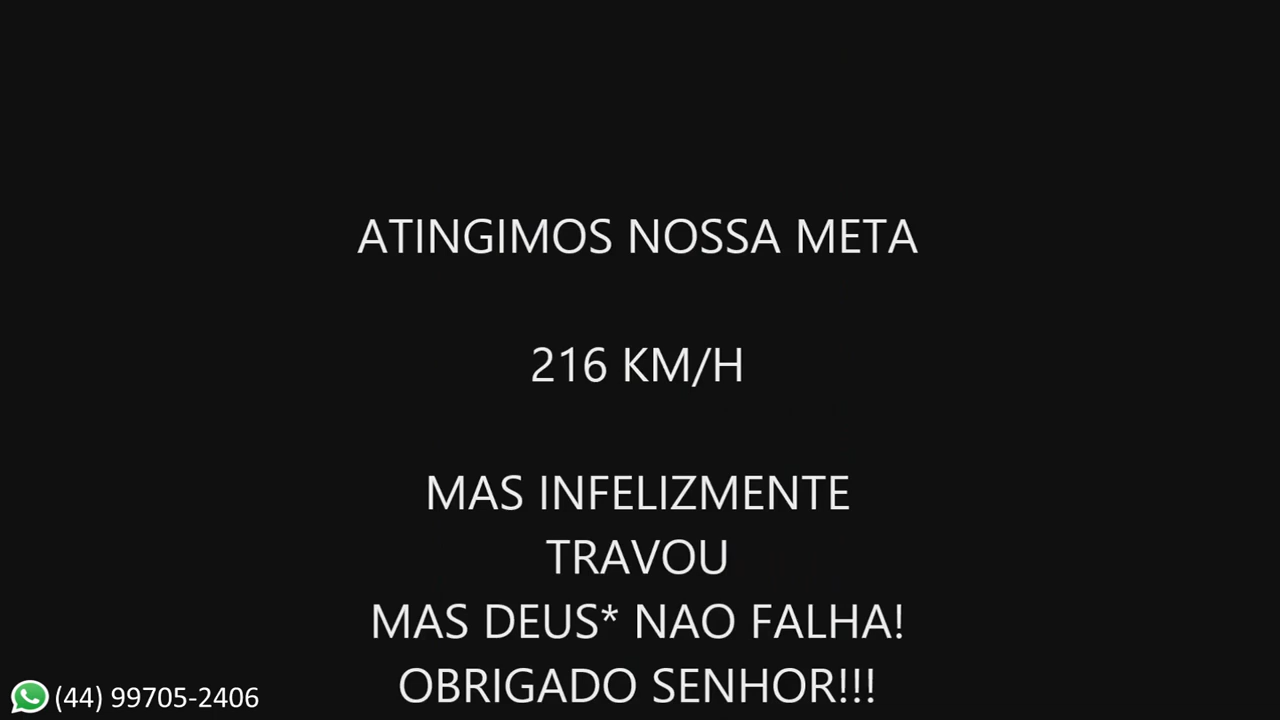 ATINGIMOS NOSSA META
216 KM/H
MAS INFELIZMENTE
TRAVOU
MAS DEUS* NAO FALHA!
OBRIGADO SENHOR!!!
(44) 99705-2406